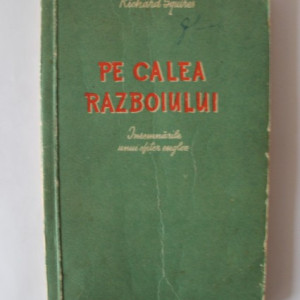 Richard Squires
PE CALEA
RAZBOIULUI
Însemnările
unui ofițer englez